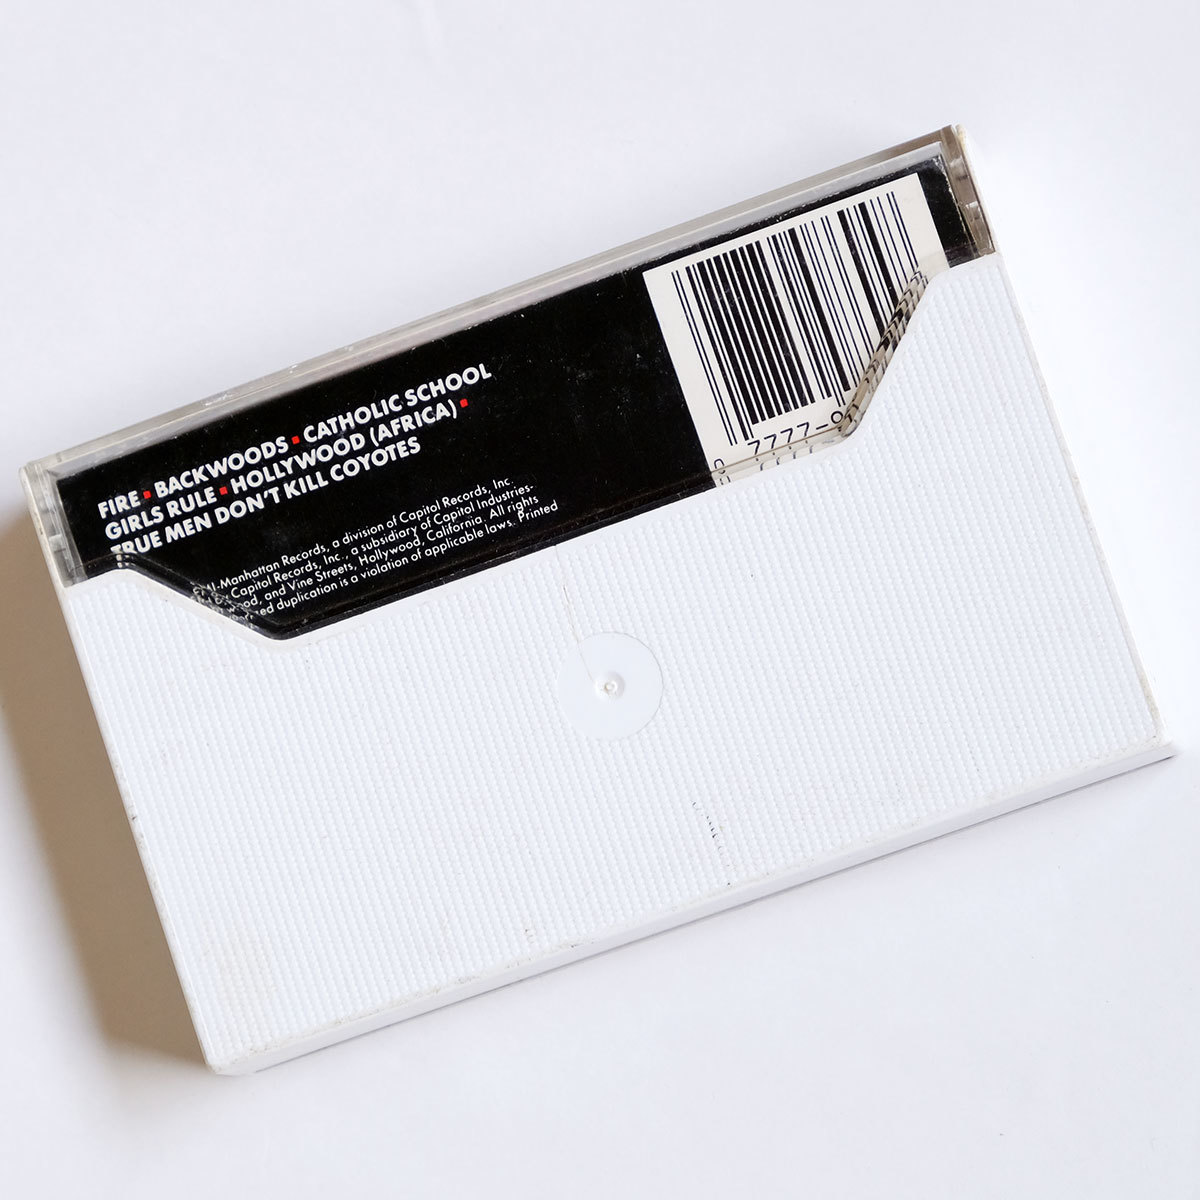 FIRE ▪ BACKWOODS ▪ CATHOLIC SCHOOL
GIRLS RULE ▪ HOLLYWOOD (AFRICA) ▪
TRUE MEN DON'T KILL COYOTES
-Manhattan Records, a division of Capitol Records, Inc.
Capitol Records, Inc., a subsidiary of Capitol Industries-
wood, and Vine Streets, Hollywood, California. All rights
duplication is a violation of applicable laws. Printed
7777-9